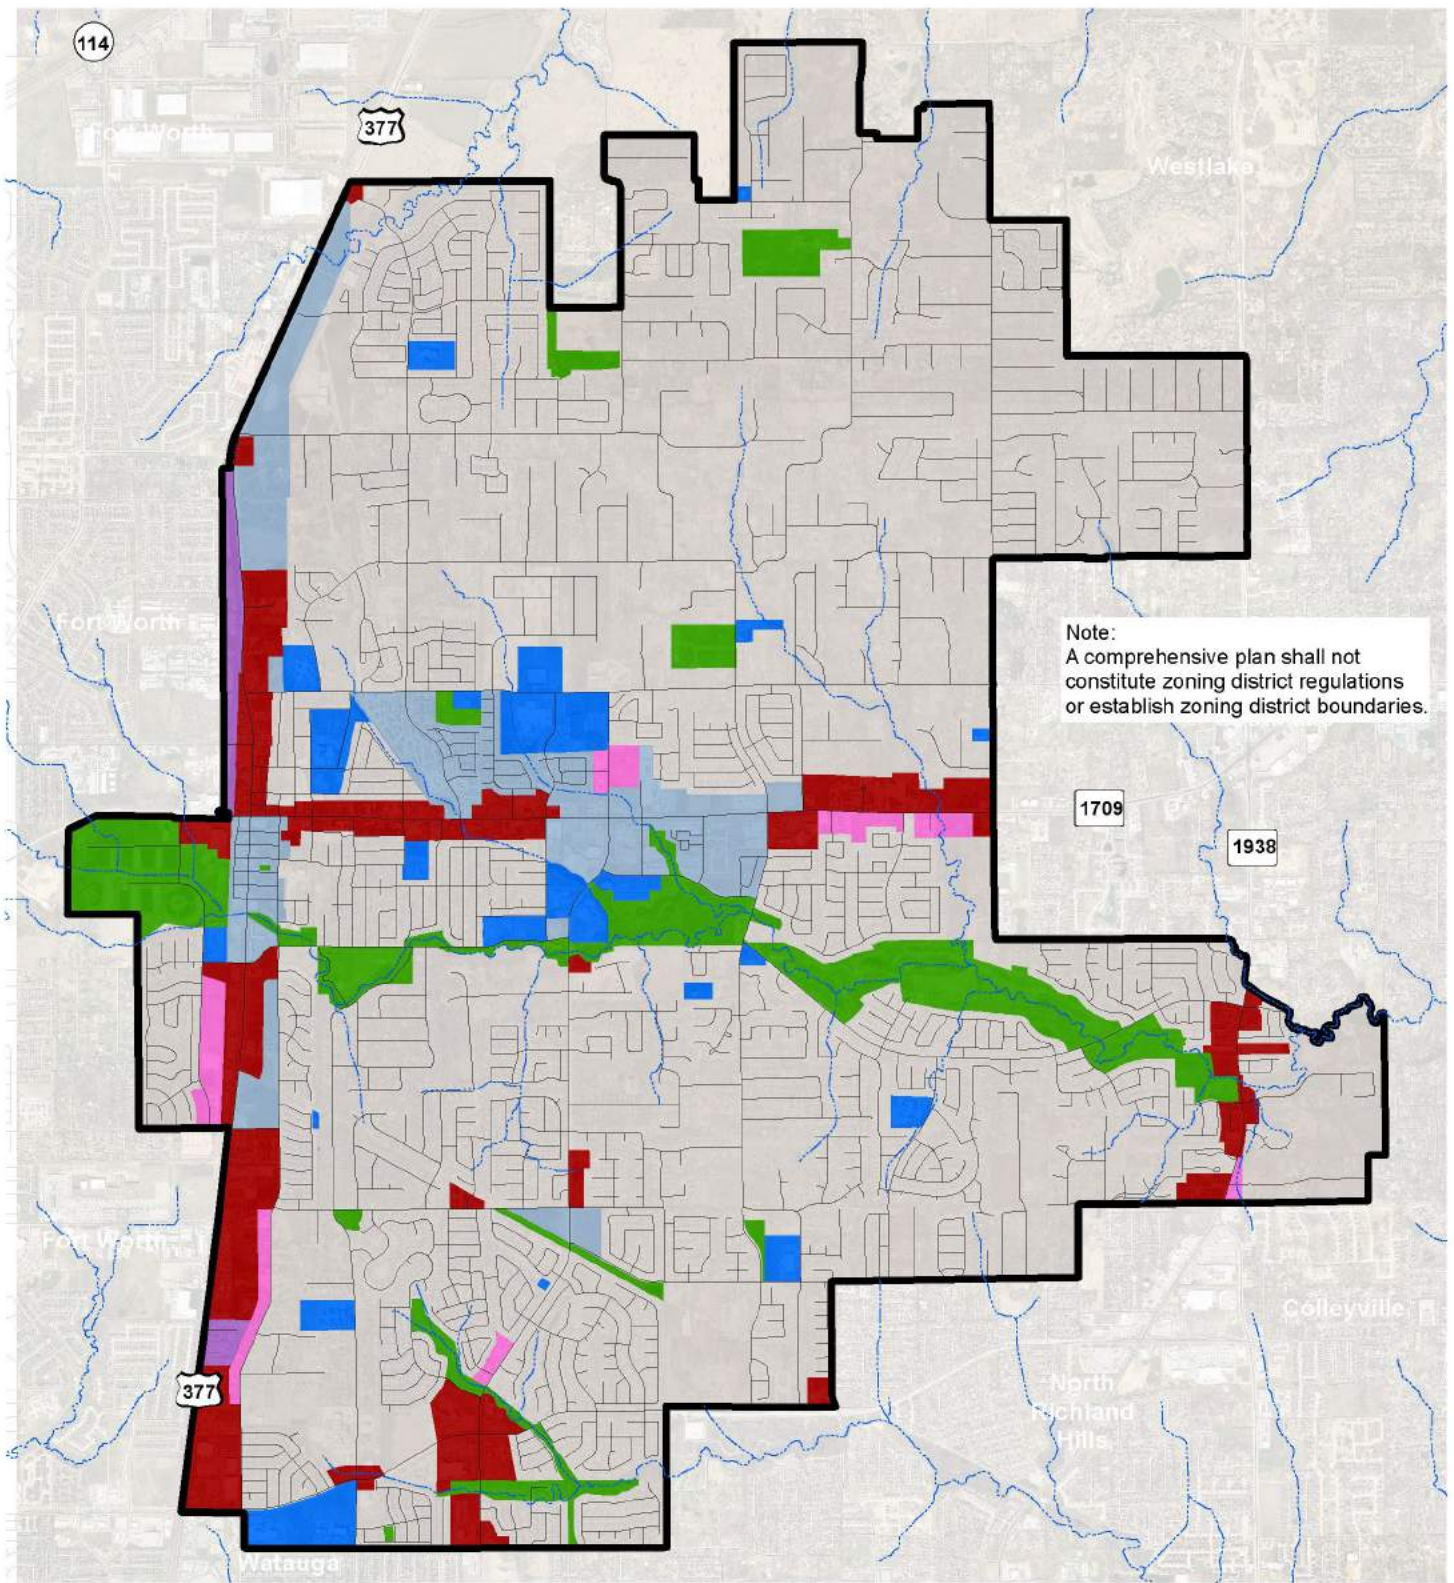 114
377
Fort Worth
Westlake
Fort Worth
Note:
A comprehensive plan shall not
constitute zoning district regulations
or establish zoning district boundaries.
1709
1938
Fort Worth
Colleyville
377
North
Richland
Hills
Watauga